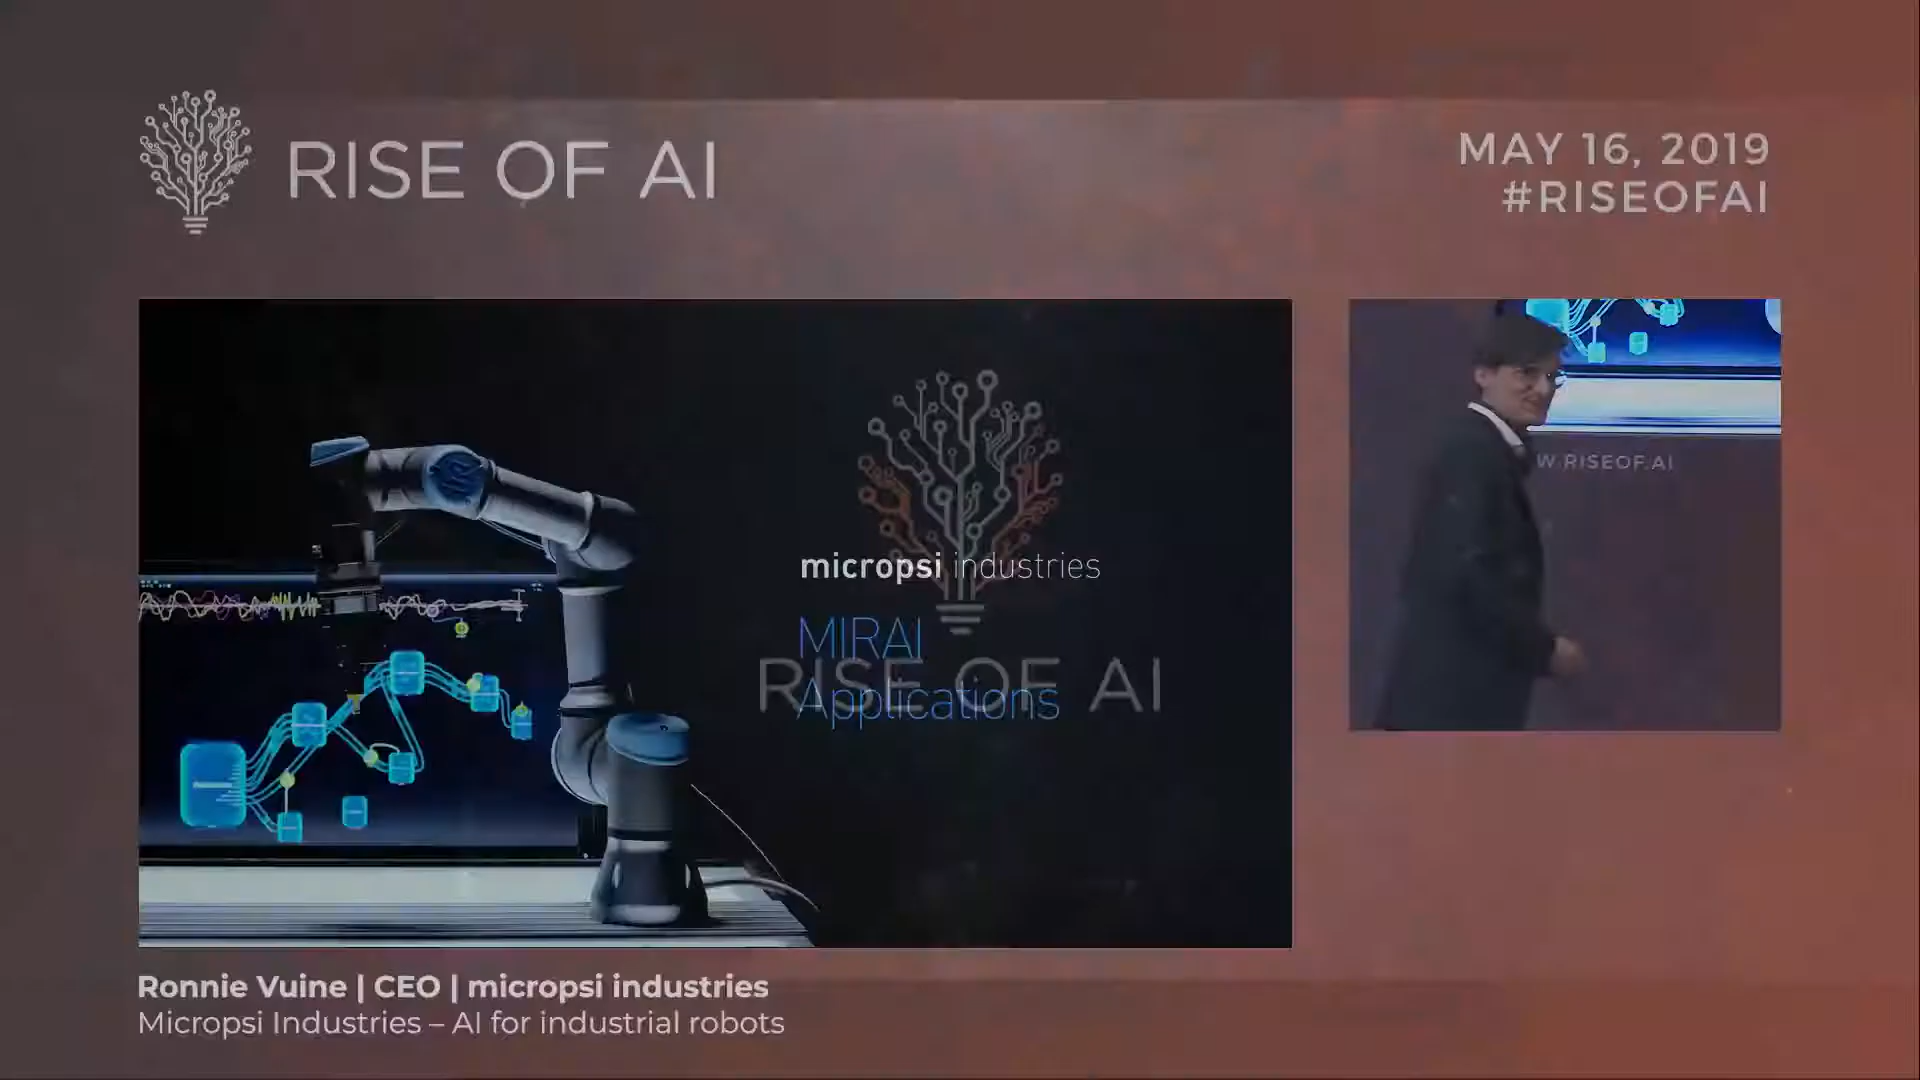 RISE OF AI
MAY 16, 2019
#RISEOFAI
micropsi industries
MIRAI
RISE OF AI
Applications
W.RISEOF.AI
Ronnie Vuine | CEO | micropsi industries
Micropsi Industries – AI for industrial robots